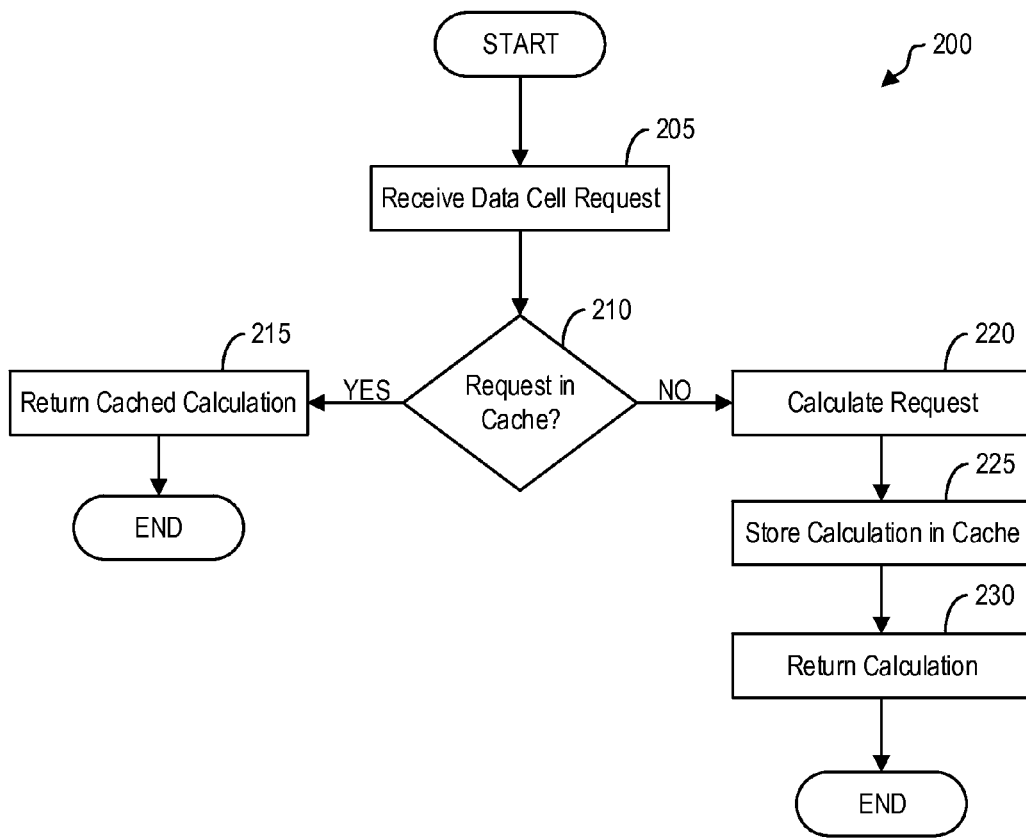 START
200
205
Receive Data Cell Request
210
215
220
Return Cached Calculation
YES
Request in
Cache?
NO
Calculate Request
225
END
Store Calculation in Cache
230
Return Calculation
END